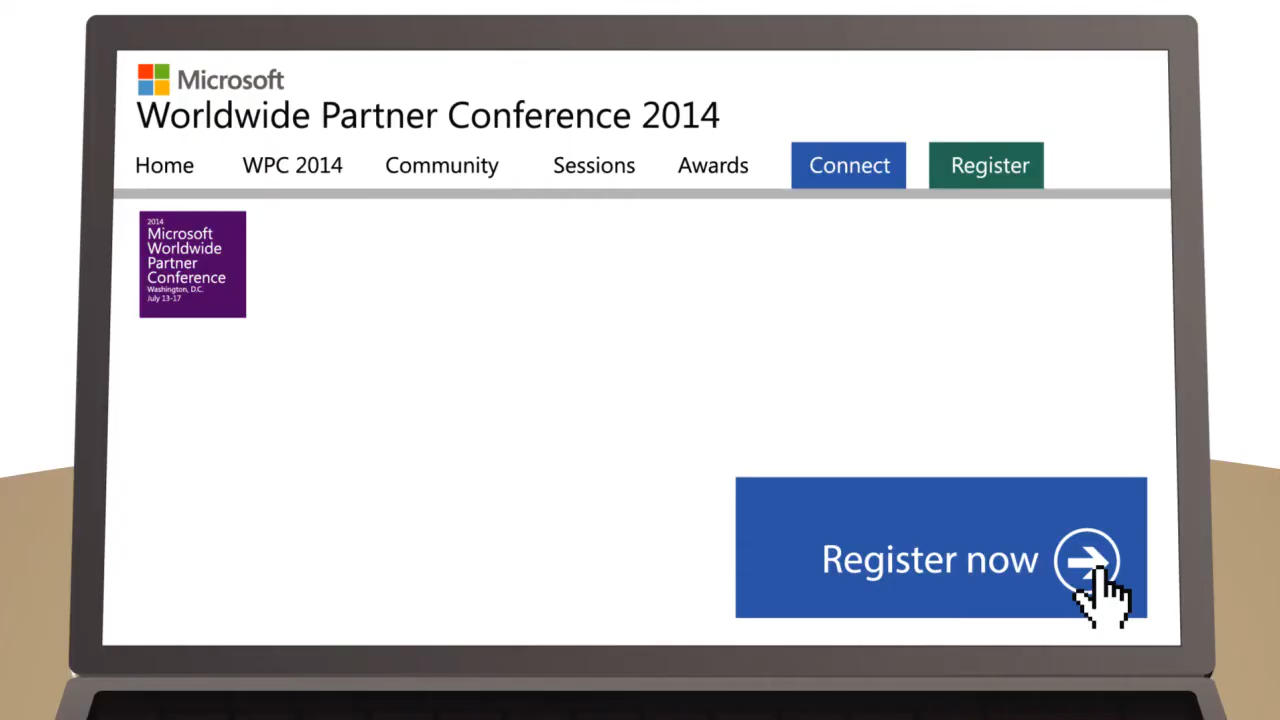 Microsoft
Worldwide Partner Conference 2014
Home WPC 2014 Community Sessions Awards Connect Register
2014
Microsoft
Worldwide
Partner
Conference
Washington, D.C.
July 13-17
Register now